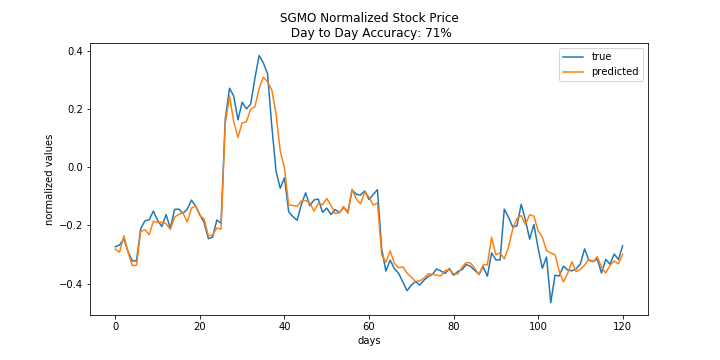 SGMO Normalized Stock Price
Day to Day Accuracy: 71%
true
predicted
normalized values
0.4
0.2
0.0
−0.2
−0.4
0
20
40
60
80
100
120
days